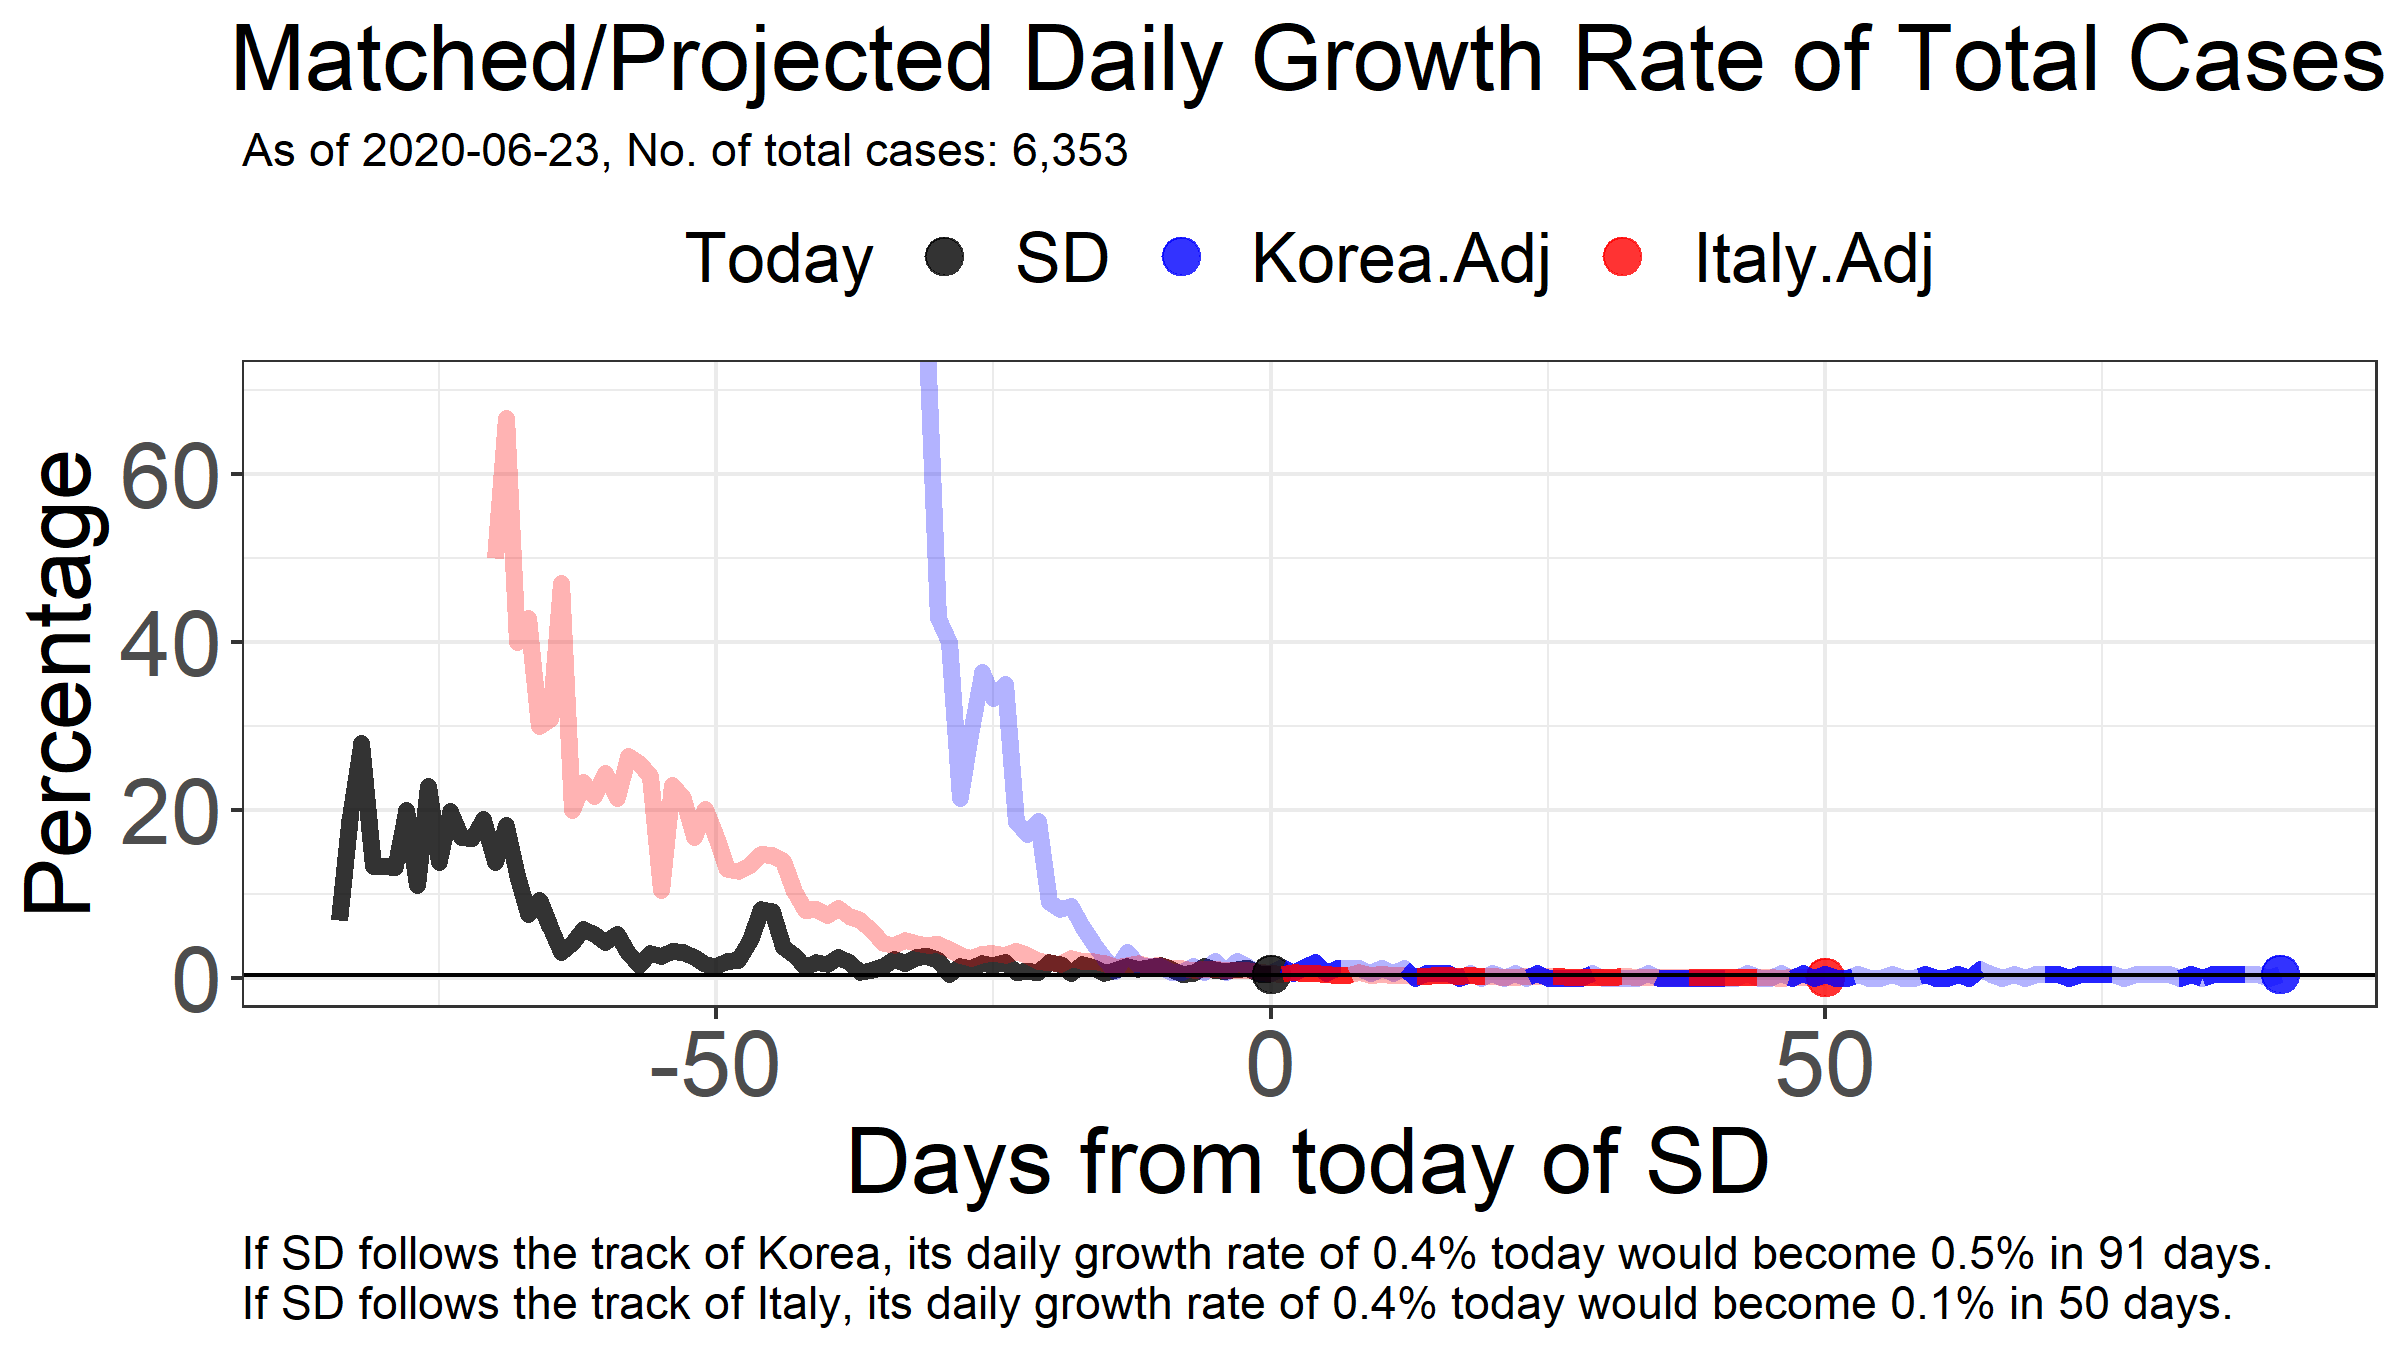 Matched/Projected Daily Growth Rate of Total Cases
As of 2020-06-23, No. of total cases: 6,353
Today SD Korea.Adj Italy.Adj
Percentage
60
40
20
0
-50 0 50
Days from today of SD
If SD follows the track of Korea, its daily growth rate of 0.4% today would become 0.5% in 91 days.
If SD follows the track of Italy, its daily growth rate of 0.4% today would become 0.1% in 50 days.